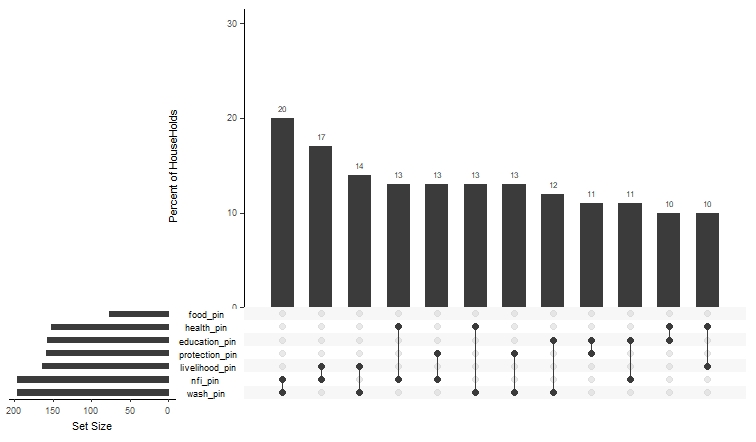 30
20
10
0
Percent of HouseHolds
20
17
14
13
13
13
13
12
11
11
10
10
food_pin
health_pin
education_pin
protection_pin
livelihood_pin
nfi_pin
wash_pin
200 150 100 50 0
Set Size